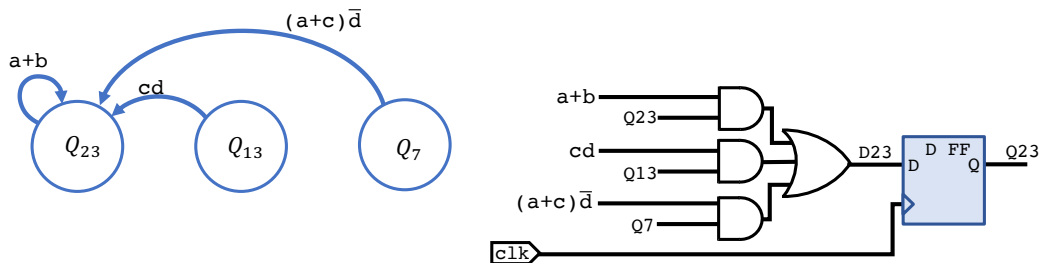 (a+c)d̅
a+b
cd
Q₂₃
Q₁₃
Q₇
a+b
Q23
cd
Q13
(a+c)d̅
Q7
clk
D23
D FF
D
Q
Q23